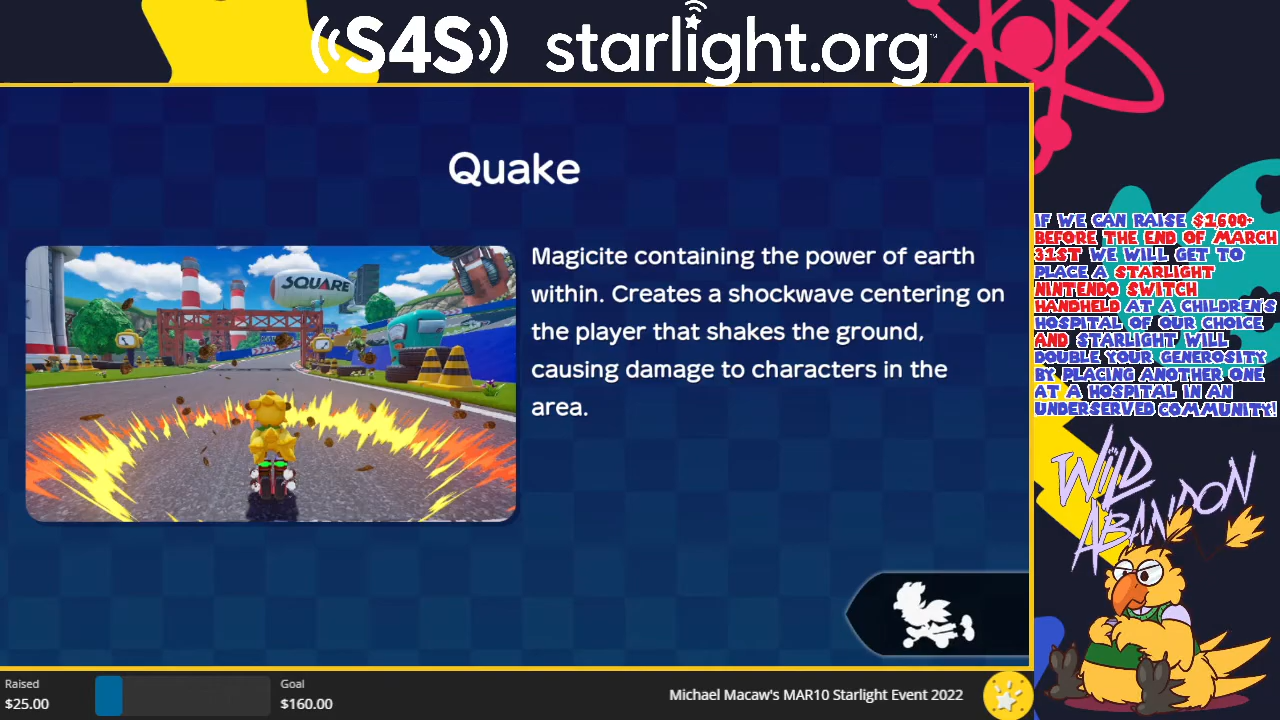 ((S4S)) starlight.org™
Quake
SQUARE
Magicite containing the power of earth
within. Creates a shockwave centering on
the player that shakes the ground,
causing damage to characters in the
area.
IF WE CAN RAISE $1600
BEFORE THE END OF MARCH
31ST WE WILL GET TO
PLACE A STARLIGHT
NINTENDO SWITCH
HANDHELD AT A CHILDREN'S
HOSPITAL OF OUR CHOICE
AND STARLIGHT WILL
DOUBLE YOUR GENEROSITY
BY PLACING ANOTHER ONE
AT A HOSPITAL IN AN
UNDERSERVED COMMUNITY!
WILD
ABANDON
Raised
$25.00
Goal
$160.00
Michael Macaw's MAR10 Starlight Event 2022